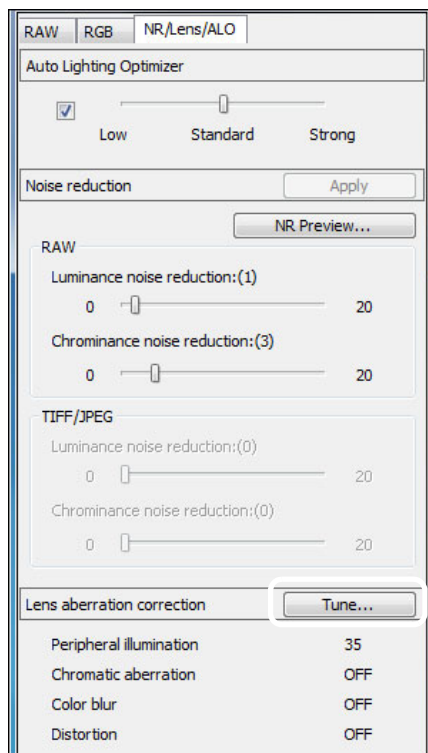 RAW RGB NR/Lens/ALO
Auto Lighting Optimizer
Low Standard Strong
Noise reduction Apply
NR Preview...
RAW
Luminance noise reduction:(1)
0 20
Chrominance noise reduction:(3)
0 20
TIFF/JPEG
Luminance noise reduction:(0)
0 20
Chrominance noise reduction:(0)
0 20
Lens aberration correction Tune...
Peripheral illumination 35
Chromatic aberration OFF
Color blur OFF
Distortion OFF